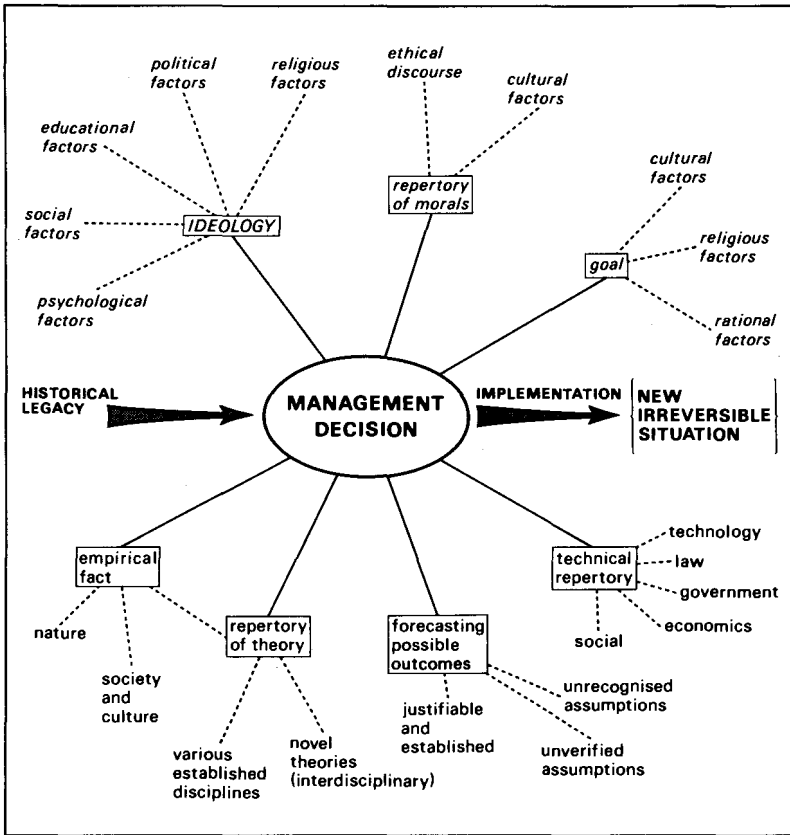 political
factors
religious
factors
ethical
discourse
cultural
factors
educational
factors
cultural
factors
repertory
of morals
social
factors
IDEOLOGY
religious
factors
goal
psychological
factors
rational
factors
HISTORICAL
LEGACY
MANAGEMENT
DECISION
IMPLEMENTATION
NEW
IRREVERSIBLE
SITUATION
empirical
fact
technical
repertory
technology
law
government
economics
social
nature
repertory
of theory
forecasting
possible
outcomes
society
and
culture
justifiable
and
established
unrecognised
assumptions
unverified
assumptions
various
established
disciplines
novel
theories
(interdisciplinary)